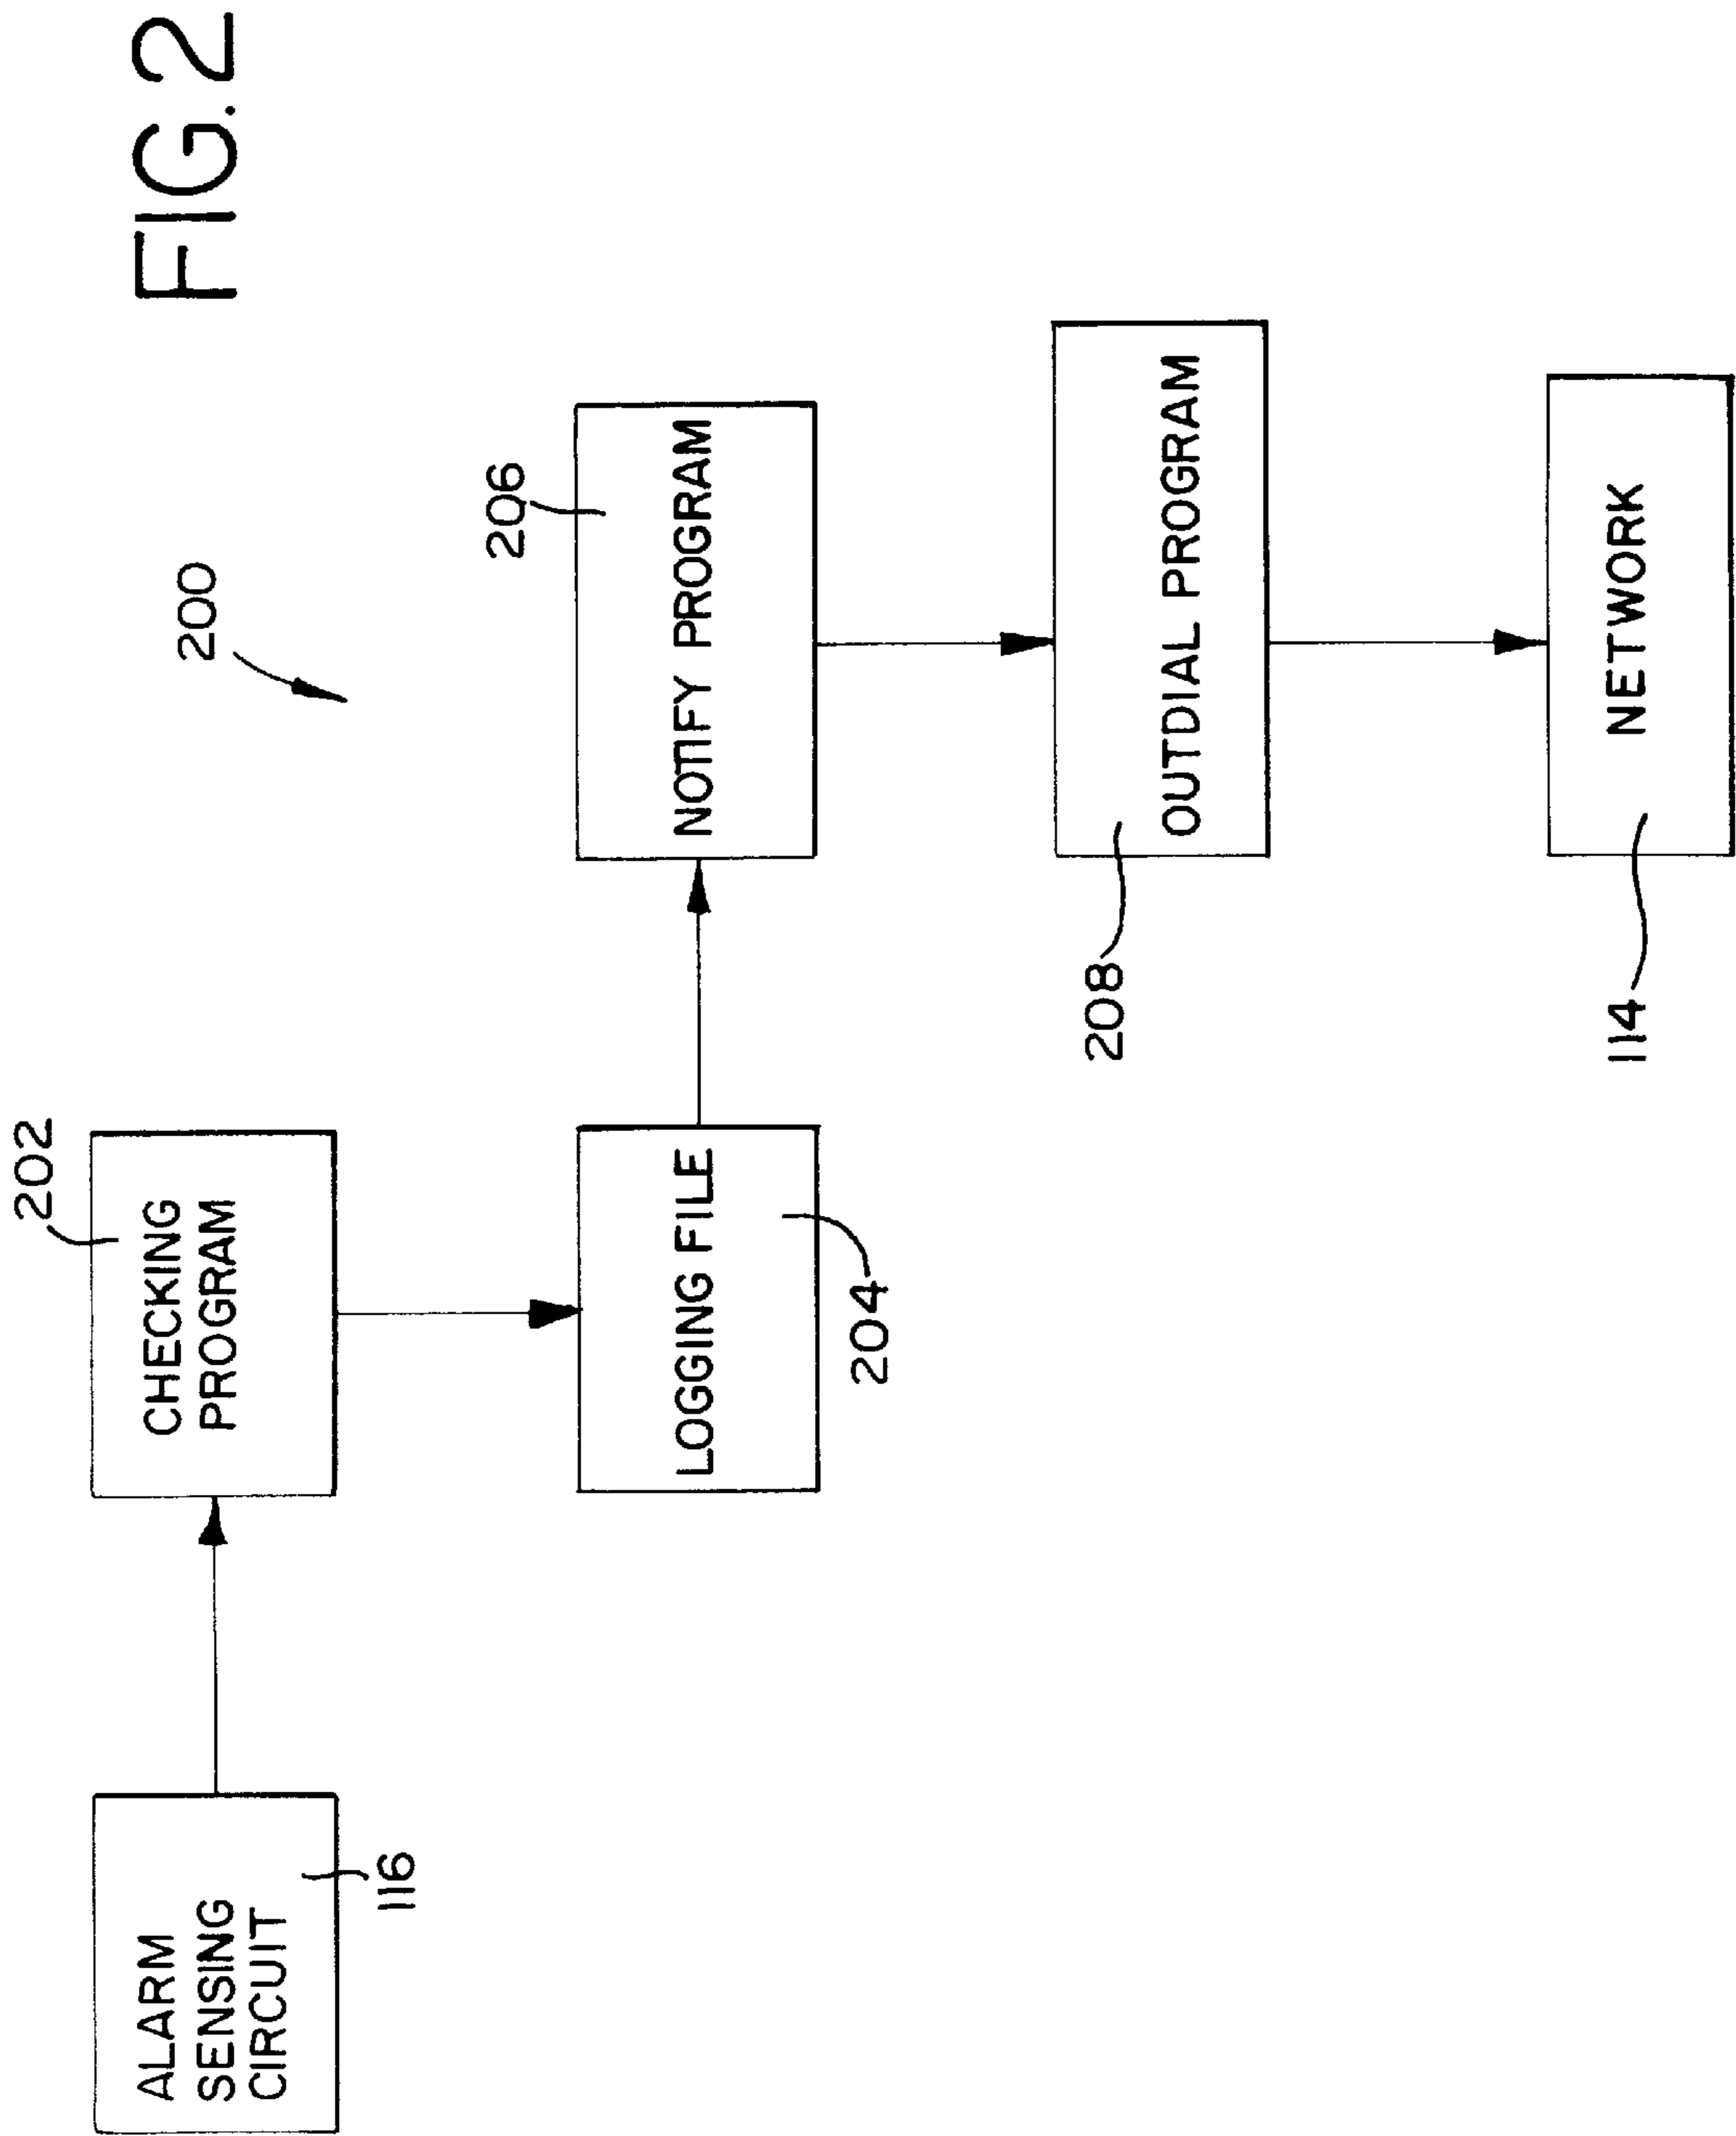 FIG. 2
200
202
CHECKING
PROGRAM
ALARM
SENSING
CIRCUIT
116
206
NOTIFY PROGRAM
LOGGING FILE
204
OUTDIAL PROGRAM
208
NETWORK
114